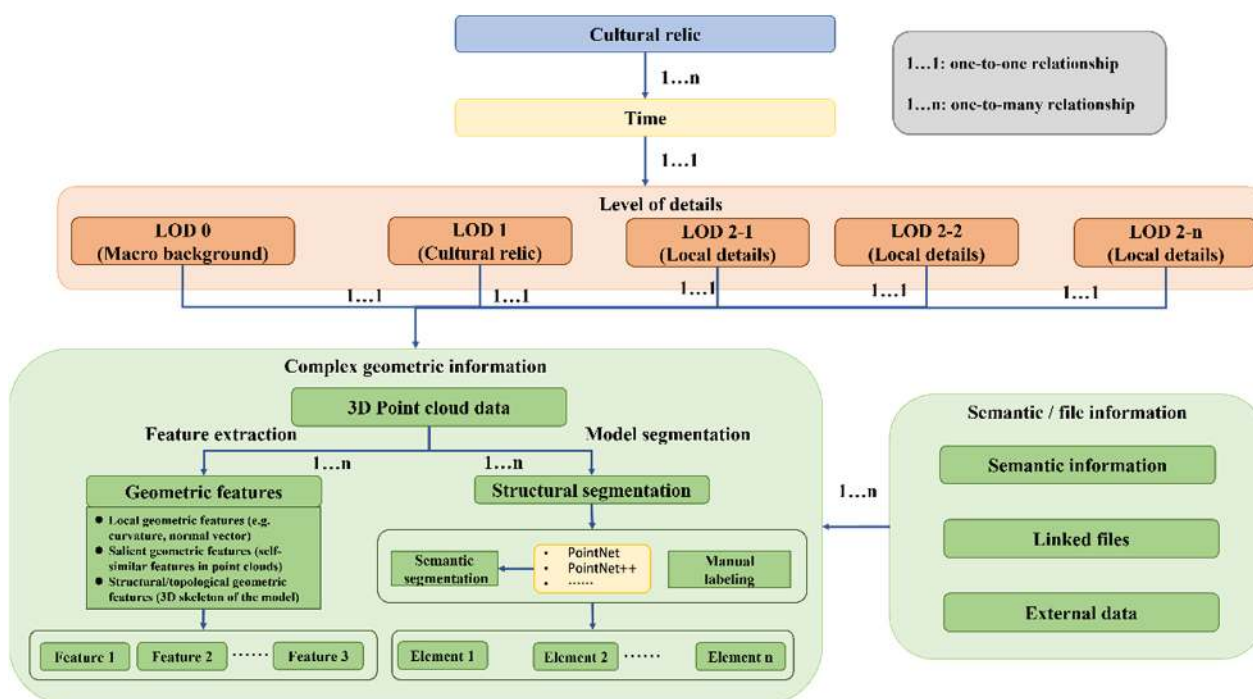 Cultural relic
1...1: one-to-one relationship
1...n: one-to-many relationship
1...n
Time
1...1
Level of details
LOD 0
(Macro background)
LOD 1
(Cultural relic)
LOD 2-1
(Local details)
LOD 2-2
(Local details)
LOD 2-n
(Local details)
1...1
1...1
1...1
1...1
1...1
Complex geometric information
3D Point cloud data
Feature extraction
Model segmentation
1...n
1...n
Geometric features
● Local geometric features (e.g.
curvature, normal vector)
● Salient geometric features (self-
similar features in point clouds)
● Structural/topological geometric
features (3D skeleton of the model)
Feature 1
Feature 2
······
Feature 3
Structural segmentation
Semantic
segmentation
• PointNet
• PointNet++
• ······
Manual
labeling
Element 1
Element 2
······
Element n
1...n
Semantic / file information
Semantic information
Linked files
External data